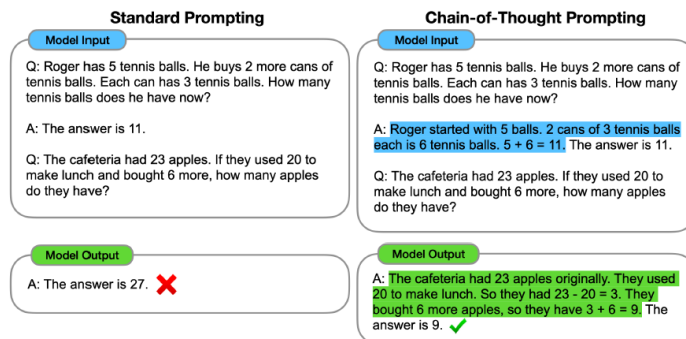 Standard Prompting
Model Input
Q: Roger has 5 tennis balls. He buys 2 more cans of
tennis balls. Each can has 3 tennis balls. How many
tennis balls does he have now?
A: The answer is 11.
Q: The cafeteria had 23 apples. If they used 20 to
make lunch and bought 6 more, how many apples
do they have?
Model Output
A: The answer is 27.
Chain-of-Thought Prompting
Model Input
Q: Roger has 5 tennis balls. He buys 2 more cans of
tennis balls. Each can has 3 tennis balls. How many
tennis balls does he have now?
A: Roger started with 5 balls. 2 cans of 3 tennis balls
each is 6 tennis balls. 5 + 6 = 11. The answer is 11.
Q: The cafeteria had 23 apples. If they used 20 to
make lunch and bought 6 more, how many apples
do they have?
Model Output
A: The cafeteria had 23 apples originally. They used
20 to make lunch. So they had 23 - 20 = 3. They
bought 6 more apples, so they have 3 + 6 = 9. The
answer is 9.